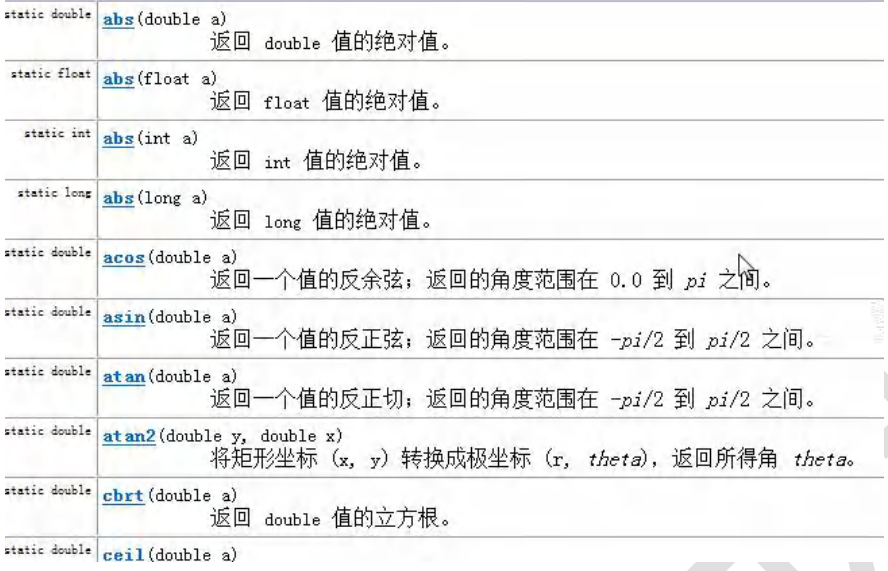 static double abs(double a)
返回 double 值的绝对值。
static float abs(float a)
返回 float 值的绝对值。
static int abs(int a)
返回 int 值的绝对值。
static long abs(long a)
返回 long 值的绝对值。
static double acos(double a)
返回一个值的反余弦；返回的角度范围在 0.0 到 pi 之间。
static double asin(double a)
返回一个值的反正弦；返回的角度范围在 -pi/2 到 pi/2 之间。
static double atan(double a)
返回一个值的反正切；返回的角度范围在 -pi/2 到 pi/2 之间。
static double atan2(double y, double x)
将矩形坐标 (x, y) 转换成极坐标 (r, theta)，返回所得角 theta。
static double cbrt(double a)
返回 double 值的立方根。
static double ceil(double a)